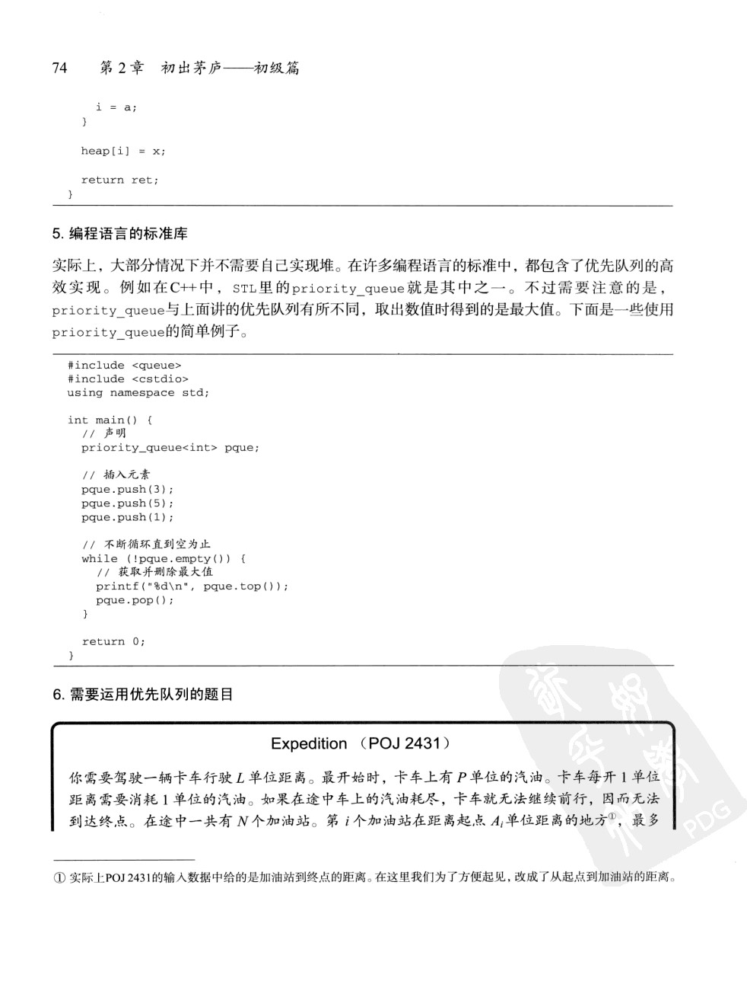 74 第 2 章 初出茅庐——初级篇
i = a;
}
heap[i] = x;
return ret;
}
5. 编程语言的标准库
实际上，大部分情况下并不需要自己实现堆。在许多编程语言的标准中，都包含了优先队列的高
效实现。例如在C++中，STL里的priority_queue就是其中之一。不过需要注意的是，
priority_queue与上面讲的优先队列有所不同，取出数值时得到的是最大值。下面是一些使用
priority_queue的简单例子。
#include <queue>
#include <cstdio>
using namespace std;
int main() {
// 声明
priority_queue<int> pque;
// 插入元素
pque.push(3);
pque.push(5);
pque.push(1);
// 不断循环直到空为止
while (!pque.empty()) {
// 获取并删除最大值
printf("%d\n", pque.top());
pque.pop();
}
return 0;
}
6. 需要运用优先队列的题目
Expedition （POJ 2431）
你需要驾驶一辆卡车行驶 L 单位距离。最开始时，卡车上有 P 单位的汽油。卡车每开 1 单位
距离需要消耗 1 单位的汽油。如果在途中车上的汽油耗尽，卡车就无法继续前行，因而无法
到达终点。在途中一共有 N 个加油站。第 i 个加油站在距离起点 Ai 单位距离的地方①，最多
① 实际上POJ 2431的输入数据中给的是加油站到终点的距离。在这里我们为了方便起见，改成了从起点到加油站的距离。
PDG